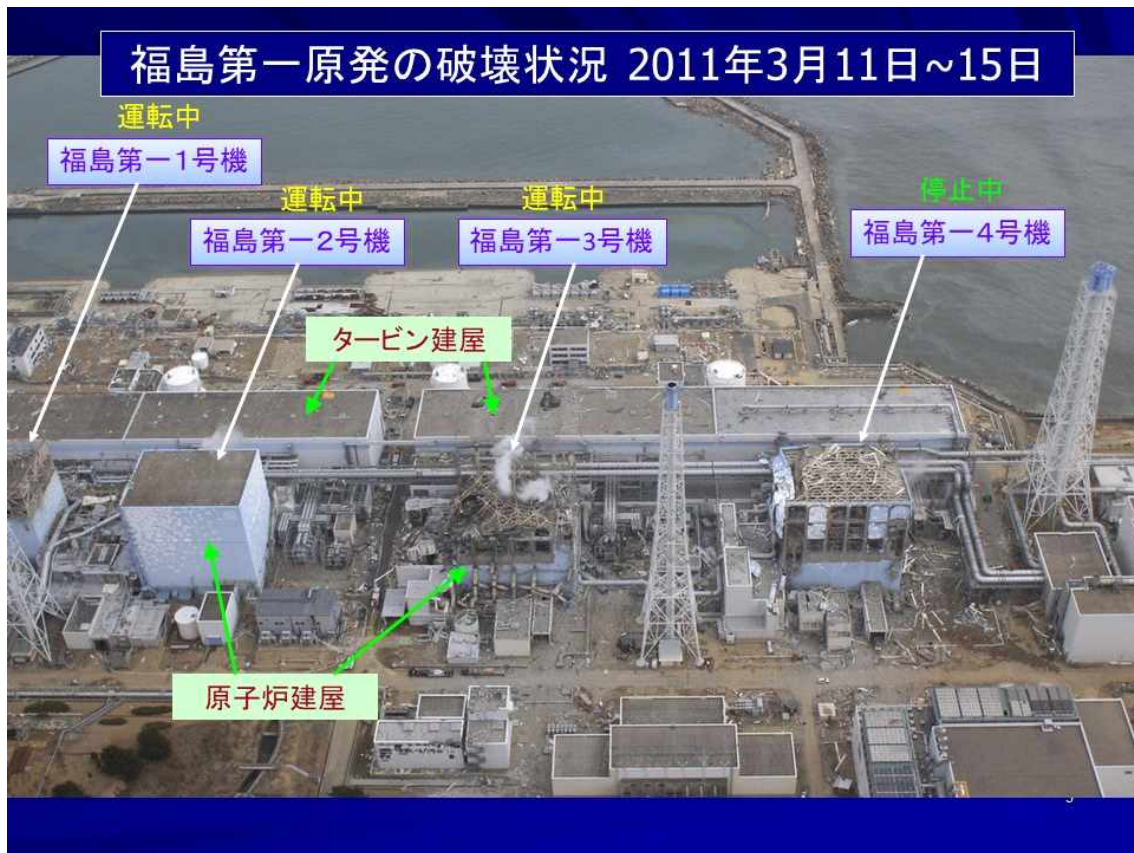 福島第一原発の破壊状況 2011年3月11日~15日
運転中
福島第一1号機
運転中
福島第一2号機
運転中
福島第一3号機
停止中
福島第一4号機
タービン建屋
原子炉建屋